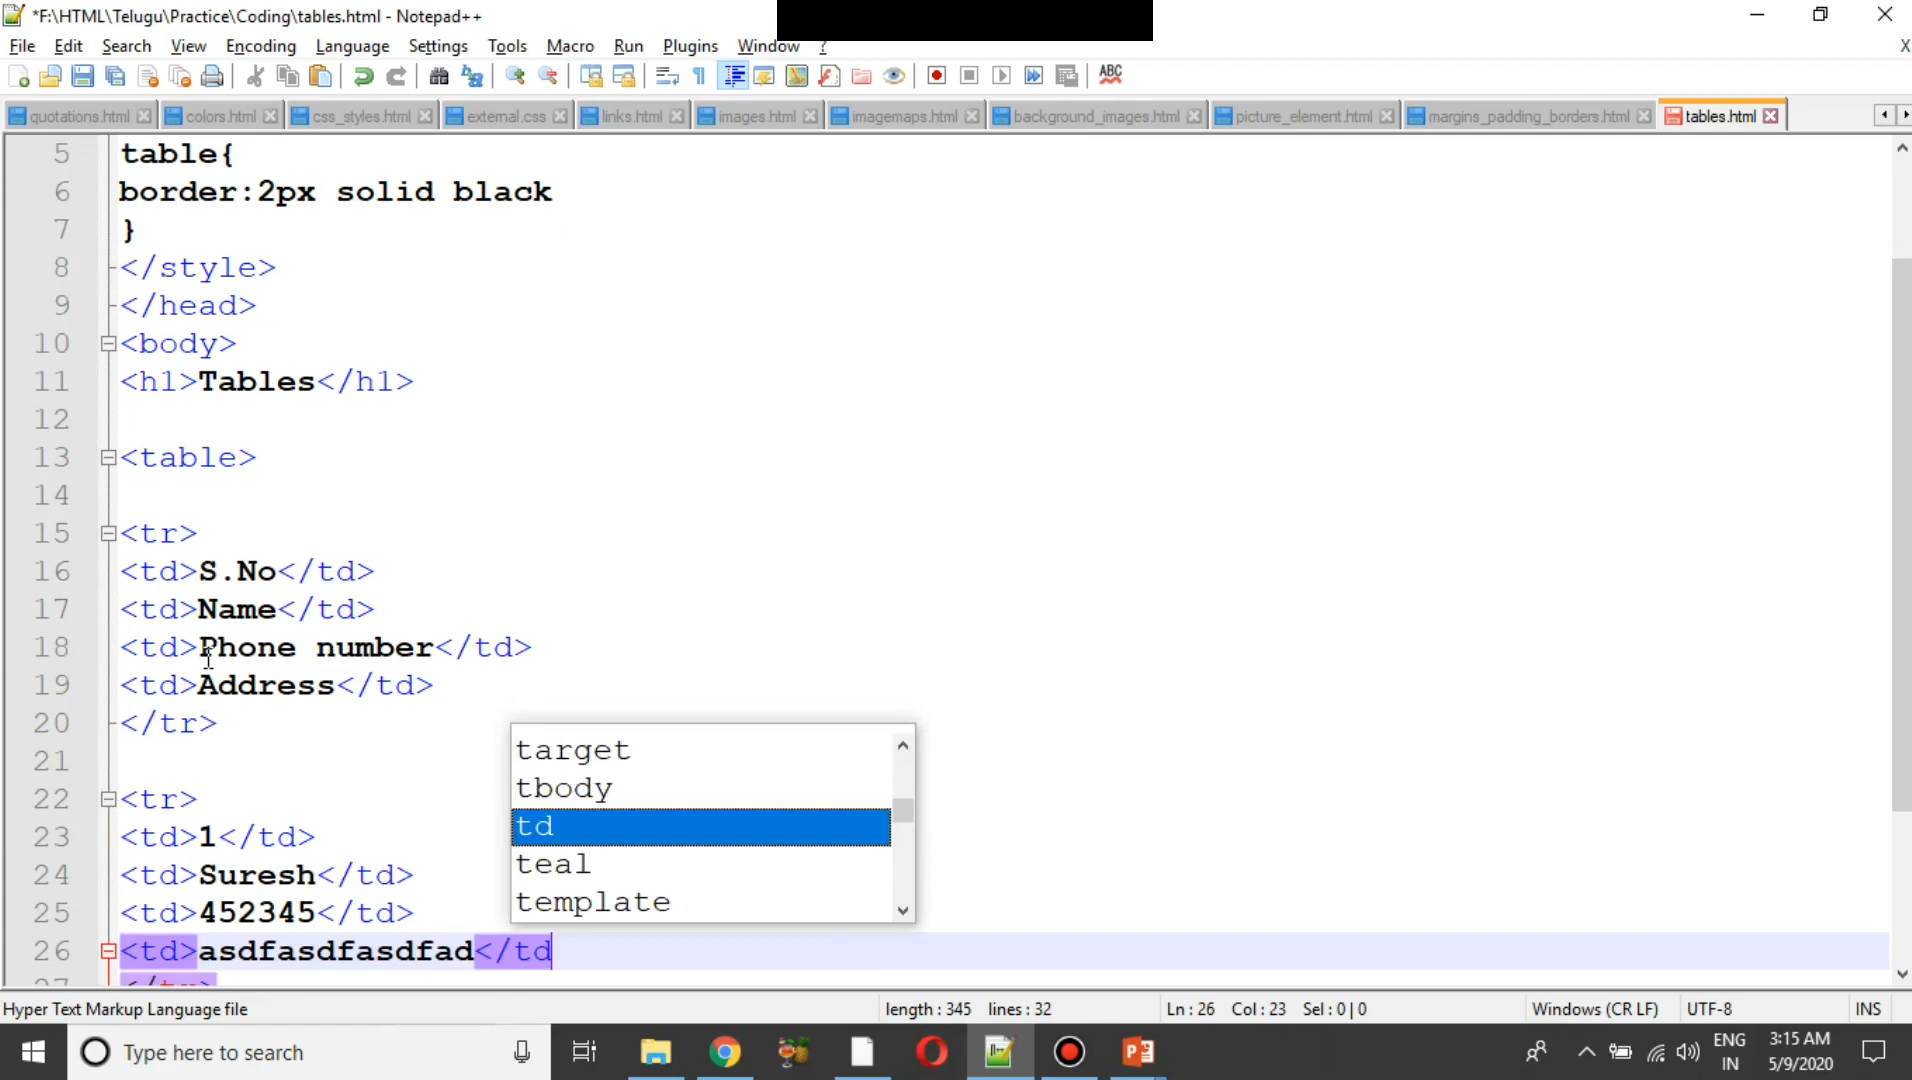 *F:\HTML\Telugu\Practice\Coding\tables.html - Notepad++
File Edit Search View Encoding Language Settings Tools Macro Run Plugins Window ? X
ABC
quotations.html colors.html css_styles.html external.css links.html images.html imagemaps.html background_images.html picture_element.html margins_padding_borders.html tables.html
5 table{
6 border:2px solid black
7 }
8 </style>
9 </head>
10 <body>
11 <h1>Tables</h1>
12
13 <table>
14
15 <tr>
16 <td>S.No</td>
17 <td>Name</td>
18 <td>Phone number</td>
19 <td>Address</td>
20 </tr>
21
22 <tr>
23 <td>1</td>
24 <td>Suresh</td>
25 <td>452345</td>
26 <td>asdfasdfasdfad</td
27 </tr>
target
tbody
td
teal
template
Hyper Text Markup Language file length : 345 lines : 32 Ln : 26 Col : 23 Sel : 0 | 0 Windows (CR LF) UTF-8 INS
Type here to search
ENG
IN
3:15 AM
5/9/2020